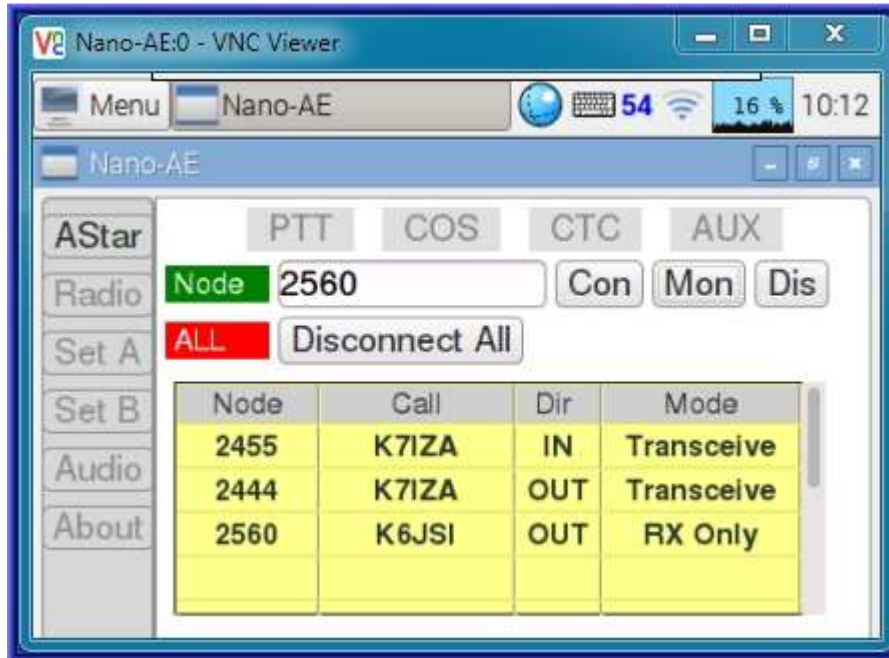 Nano-AE:0 - VNC Viewer
Menu Nano-AE 54 16 % 10:12
Nano-AE
AStar PTT COS CTC AUX
Radio Node 2560 Con Mon Dis
Set A ALL Disconnect All
Set B Node Call Dir Mode
2455 K7IZA IN Transceive
Audio 2444 K7IZA OUT Transceive
About 2560 K6JSI OUT RX Only